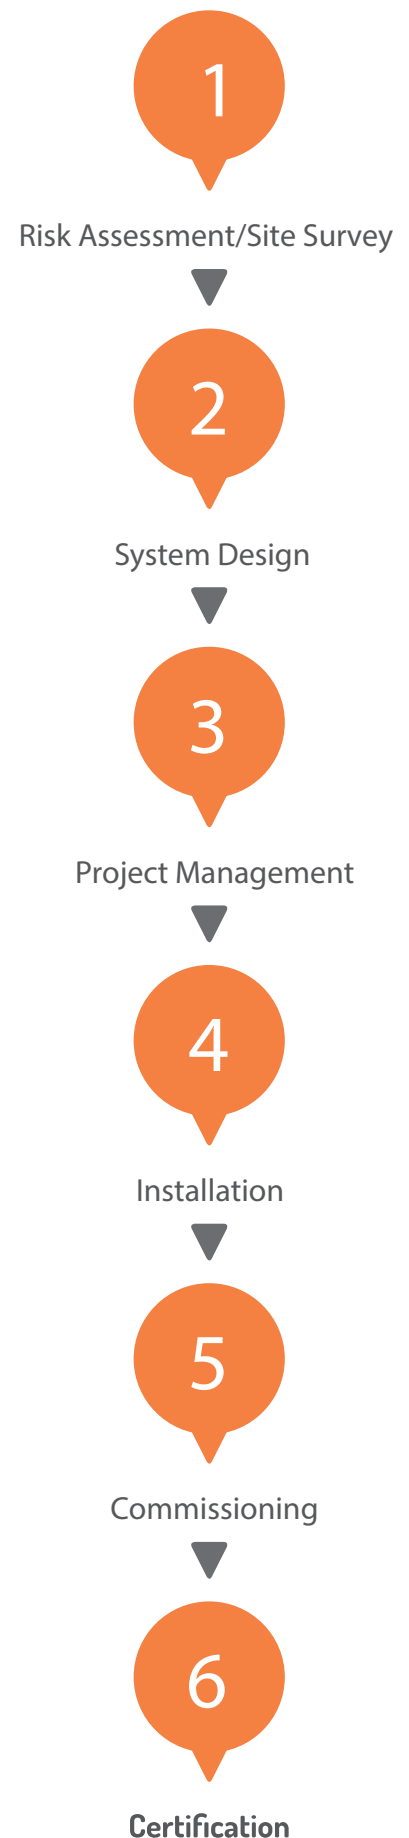 1
Risk Assessment/Site Survey
2
System Design
3
Project Management
4
Installation
5
Commissioning
6
Certification